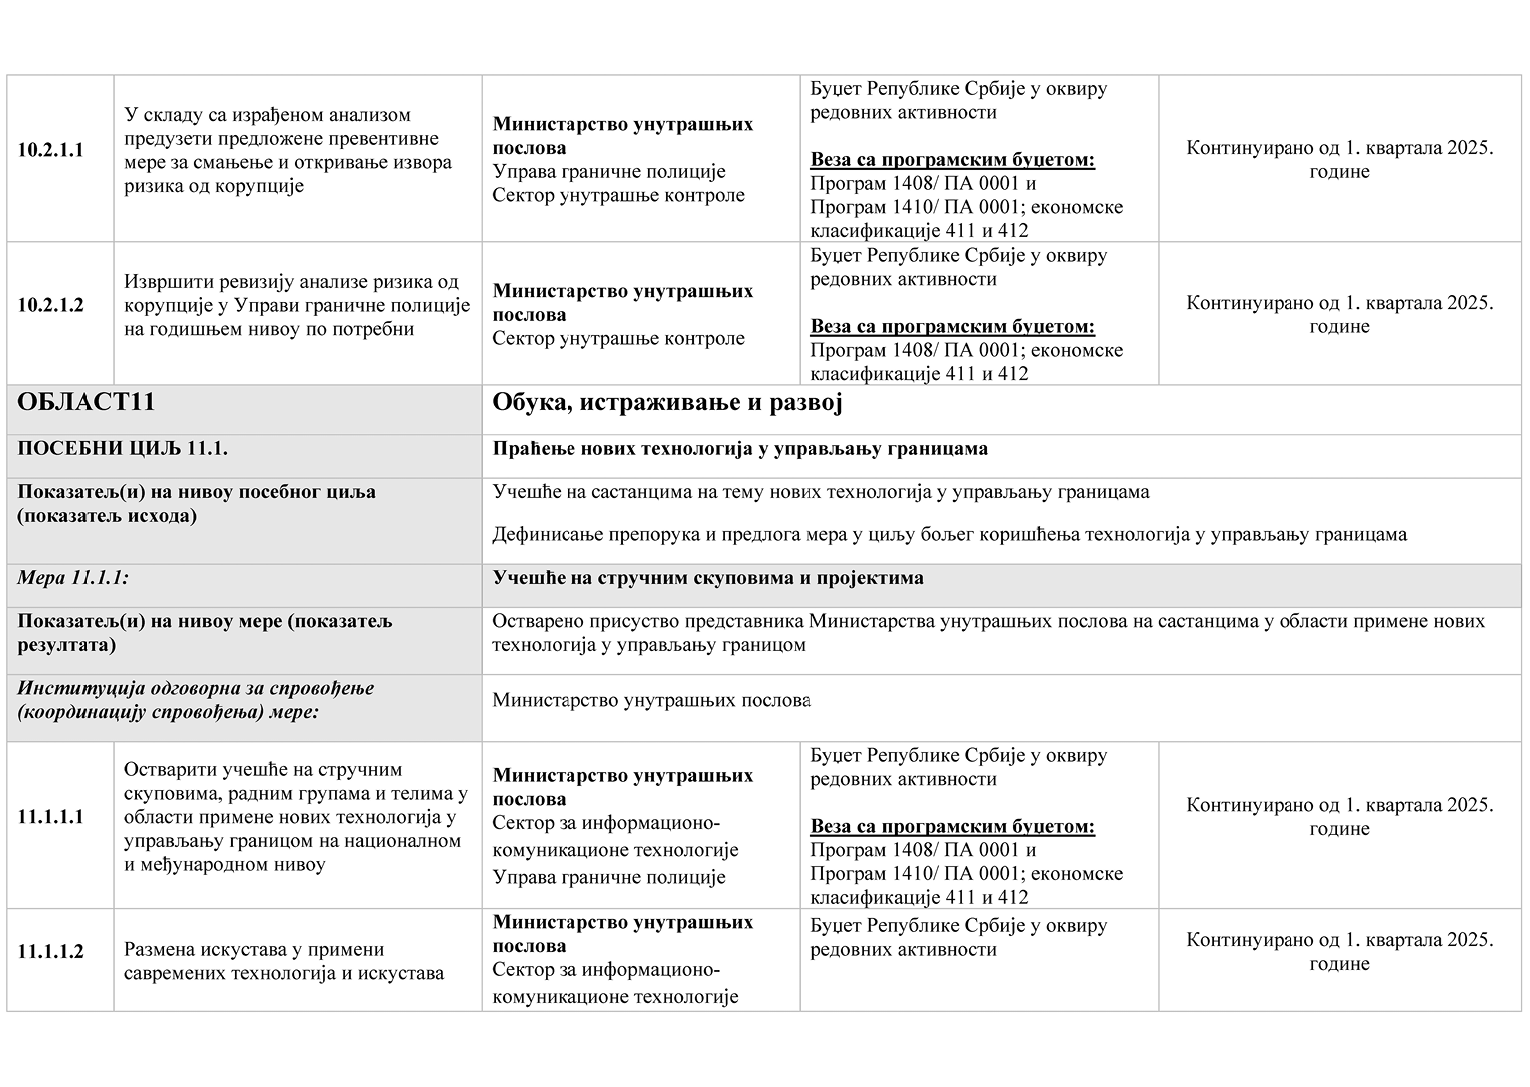 10.2.1.1
У складу са израђеном анализом
предузети предложене превентивне
мере за смањење и откривање извора
ризика од корупције
Министарство унутрашњих
послова
Управа граничне полиције
Сектор унутрашње контроле
Буџет Републике Србије у оквиру
редовних активности
Веза са програмским буџетом:
Програм 1408/ ПА 0001 и
Програм 1410/ ПА 0001; економске
класификације 411 и 412
Континуирано од 1. квартала 2025.
године
10.2.1.2
Извршити ревизију анализе ризика од
корупције у Управи граничне полиције
на годишњем нивоу по потребни
Министарство унутрашњих
послова
Сектор унутрашње контроле
Буџет Републике Србије у оквиру
редовних активности
Веза са програмским буџетом:
Програм 1408/ ПА 0001; економске
класификације 411 и 412
Континуирано од 1. квартала 2025.
године
ОБЛАСТ11
Обука, истраживање и развој
ПОСЕБНИ ЦИЉ 11.1.
Праћење нових технологија у управљању границама
Показатељ(и) на нивоу посебног циља
(показатељ исхода)
Учешће на састанцима на тему нових технологија у управљању границама
Дефинисање препорука и предлога мера у циљу бољег коришћења технологија у управљању границама
Мера 11.1.1:
Учешће на стручним скуповима и пројектима
Показатељ(и) на нивоу мере (показатељ
резултата)
Остварено присуство представника Министарства унутрашњих послова на састанцима у области примене нових
технологија у управљању границом
Институција одговорна за спровођење
(координацију спровођења) мере:
Министарство унутрашњих послова
11.1.1.1
Остварити учешће на стручним
скуповима, радним групама и телима у
области примене нових технологија у
управљању границом на националном
и међународном нивоу
Министарство унутрашњих
послова
Сектор за информационо-
комуникационе технологије
Управа граничне полиције
Буџет Републике Србије у оквиру
редовних активности
Веза са програмским буџетом:
Програм 1408/ ПА 0001 и
Програм 1410/ ПА 0001; економске
класификације 411 и 412
Континуирано од 1. квартала 2025.
године
11.1.1.2
Размена искустава у примени
савремених технологија и искустава
Министарство унутрашњих
послова
Сектор за информационо-
комуникационе технологије
Буџет Републике Србије у оквиру
редовних активности
Континуирано од 1. квартала 2025.
године